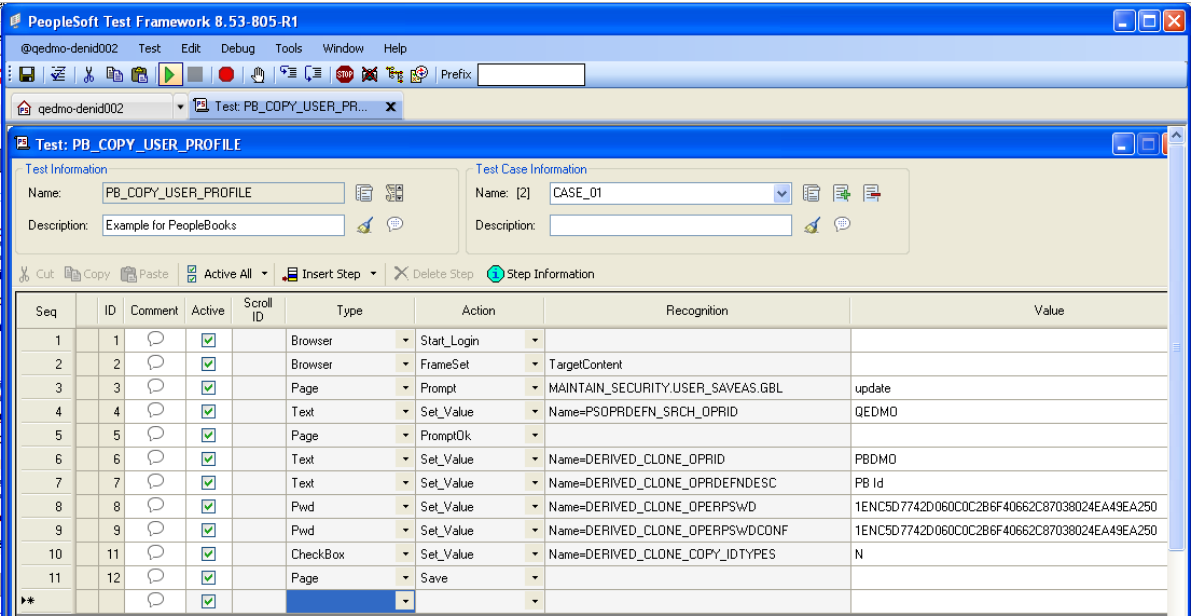 PeopleSoft Test Framework 8.53-805-R1
@qedmo-denid002 Test Edit Debug Tools Window Help
STOP Prefix
PS qedmo-denid002 PS Test: PB_COPY_USER_PR... X
PS Test: PB_COPY_USER_PROFILE
Test Information Test Case Information
Name: PB_COPY_USER_PROFILE Name: [2] CASE_01
Description: Example for PeopleBooks Description:
Cut Copy Paste Active All Insert Step Delete Step Step Information
Seq ID Comment Active Scroll ID Type Action Recognition Value
1 1 Browser Start_Login
2 2 Browser FrameSet TargetContent
3 3 Page Prompt MAINTAIN_SECURITY.USER_SAVEAS.GBL update
4 4 Text Set_Value Name=PSOPRDEFN_SRCH_OPRID QEDMO
5 5 Page PromptOk
6 6 Text Set_Value Name=DERIVED_CLONE_OPRID PBDMO
7 7 Text Set_Value Name=DERIVED_CLONE_OPRDEFNDESC PB Id
8 8 Pwd Set_Value Name=DERIVED_CLONE_OPERPSWD 1ENC5D7742D060C0C2B6F40662C87038024EA49EA250
9 9 Pwd Set_Value Name=DERIVED_CLONE_OPERPSWDCONF 1ENC5D7742D060C0C2B6F40662C87038024EA49EA250
10 11 CheckBox Set_Value Name=DERIVED_CLONE_COPY_IDTYPES N
11 12 Page Save